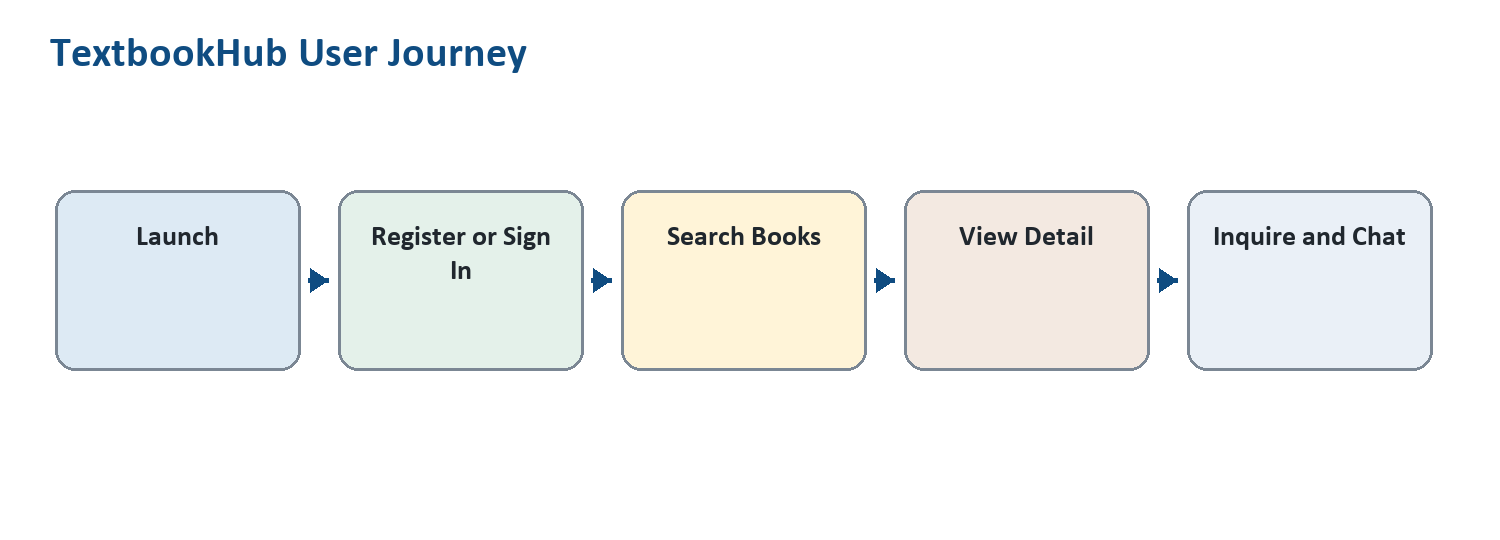 TextbookHub User Journey
Launch
Register or Sign
In
Search Books
View Detail
Inquire and Chat